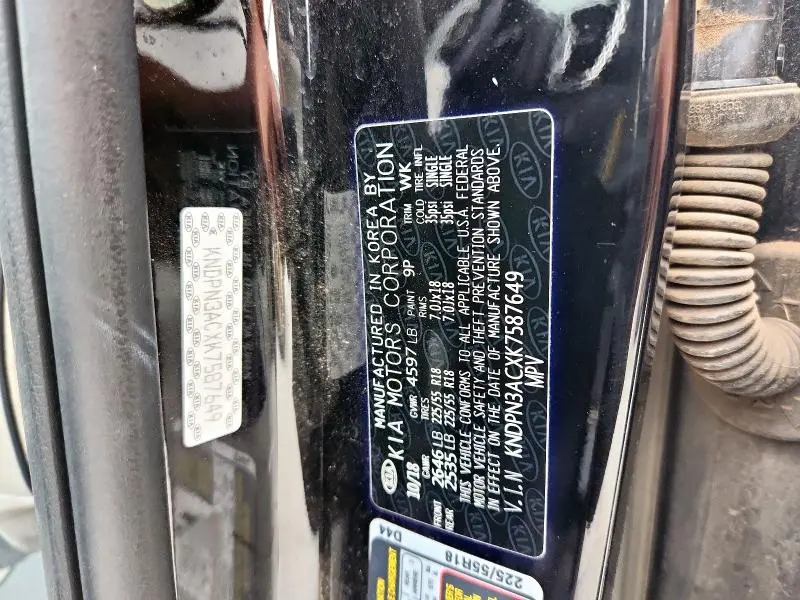 KNDPN3ACXK7587649
MANUFACTURED IN KOREA BY
KIA KIA MOTORS CORPORATION
10/18 GVWR 4597 LB PAINT 9P TRIM WK
GAWR TIRES RIMS COLD TIRE INFL
FRONT 2646 LB 225/55 R18 7.0Jx18 35psi SINGLE
REAR 2535 LB 225/55 R18 7.0Jx18 35psi SINGLE
THIS VEHICLE CONFORMS TO ALL APPLICABLE U.S.A. FEDERAL
MOTOR VEHICLE SAFETY AND THEFT PREVENTION STANDARDS
IN EFFECT ON THE DATE OF MANUFACTURE SHOWN ABOVE.
V.I.N KNDPN3ACXK7587649
MPV
D44
225/55R18